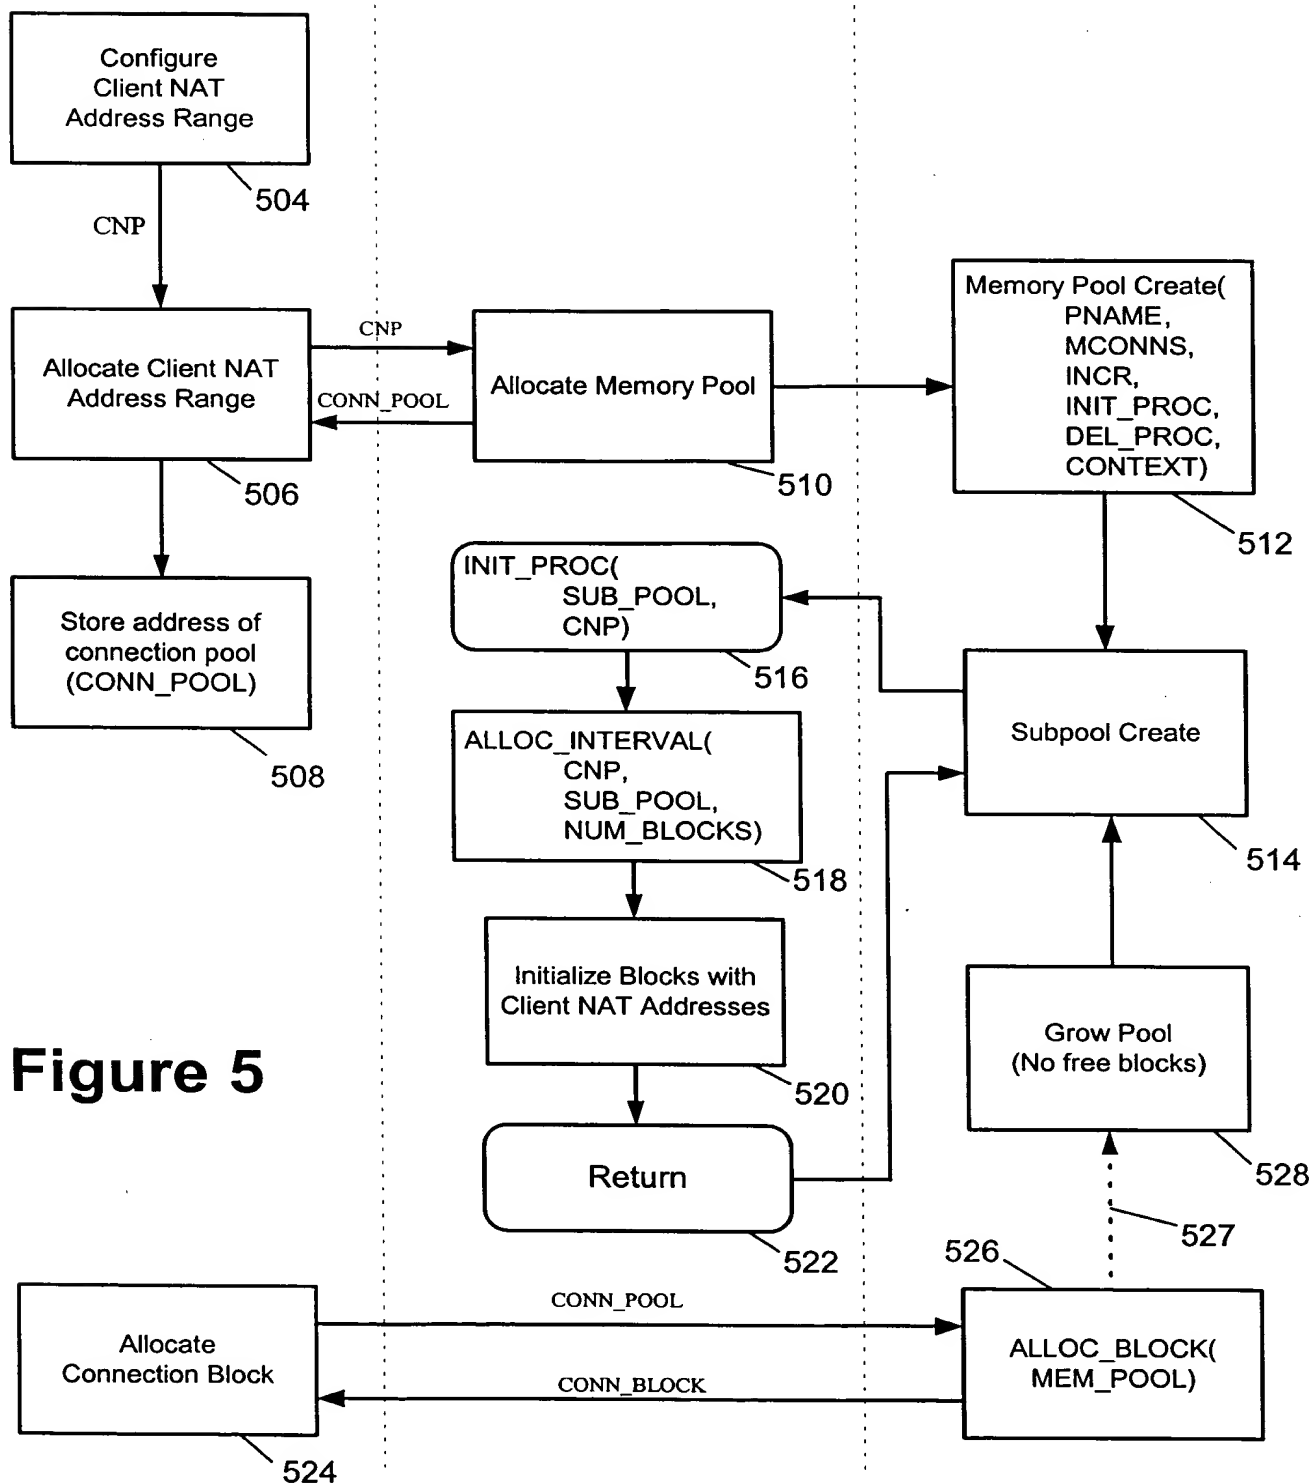 Configure
Client NAT
Address Range
504
CNP
Allocate Client NAT
Address Range
506
CNP
CONN_POOL
Allocate Memory Pool
510
Memory Pool Create(
PNAME,
MCONNS,
INCR,
INIT_PROC,
DEL_PROC,
CONTEXT)
512
Store address of
connection pool
(CONN_POOL)
508
INIT_PROC(
SUB_POOL,
CNP)
516
ALLOC_INTERVAL(
CNP,
SUB_POOL,
NUM_BLOCKS)
518
Subpool Create
514
Initialize Blocks with
Client NAT Addresses
520
Grow Pool
(No free blocks)
528
Figure 5
Return
522
527
526
Allocate
Connection Block
524
CONN_POOL
CONN_BLOCK
ALLOC_BLOCK(
MEM_POOL)